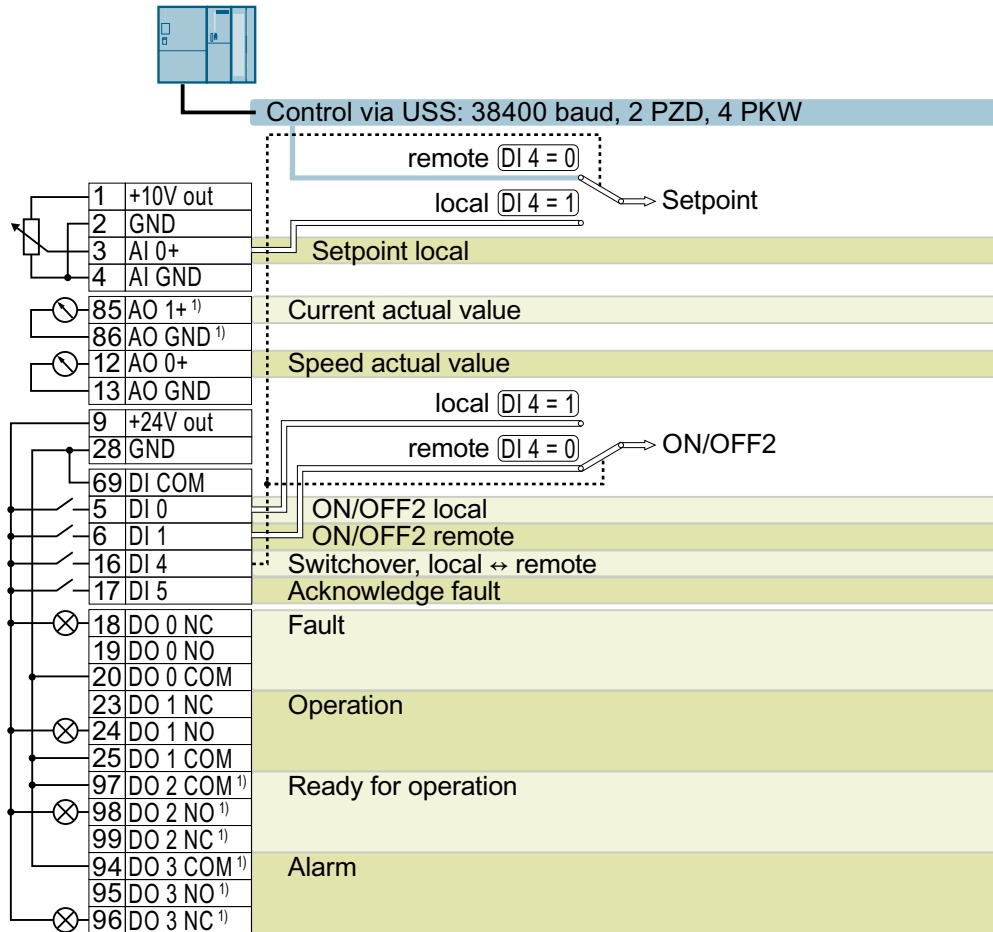 Control via USS: 38400 baud, 2 PZD, 4 PKW
remote DI 4 = 0
Setpoint
local DI 4 = 1
1 +10V out
2 GND
3 AI 0+ Setpoint local
4 AI GND
85 AO 1+ 1) Current actual value
86 AO GND 1)
12 AO 0+ Speed actual value
13 AO GND
local DI 4 = 1
9 +24V out
remote DI 4 = 0
ON/OFF2
28 GND
69 DI COM
5 DI 0 ON/OFF2 local
6 DI 1 ON/OFF2 remote
16 DI 4 Switchover, local ↔ remote
17 DI 5 Acknowledge fault
18 DO 0 NC Fault
19 DO 0 NO
20 DO 0 COM
23 DO 1 NC Operation
24 DO 1 NO
25 DO 1 COM
97 DO 2 COM 1) Ready for operation
98 DO 2 NO 1)
99 DO 2 NC 1)
94 DO 3 COM 1) Alarm
95 DO 3 NO 1)
96 DO 3 NC 1)